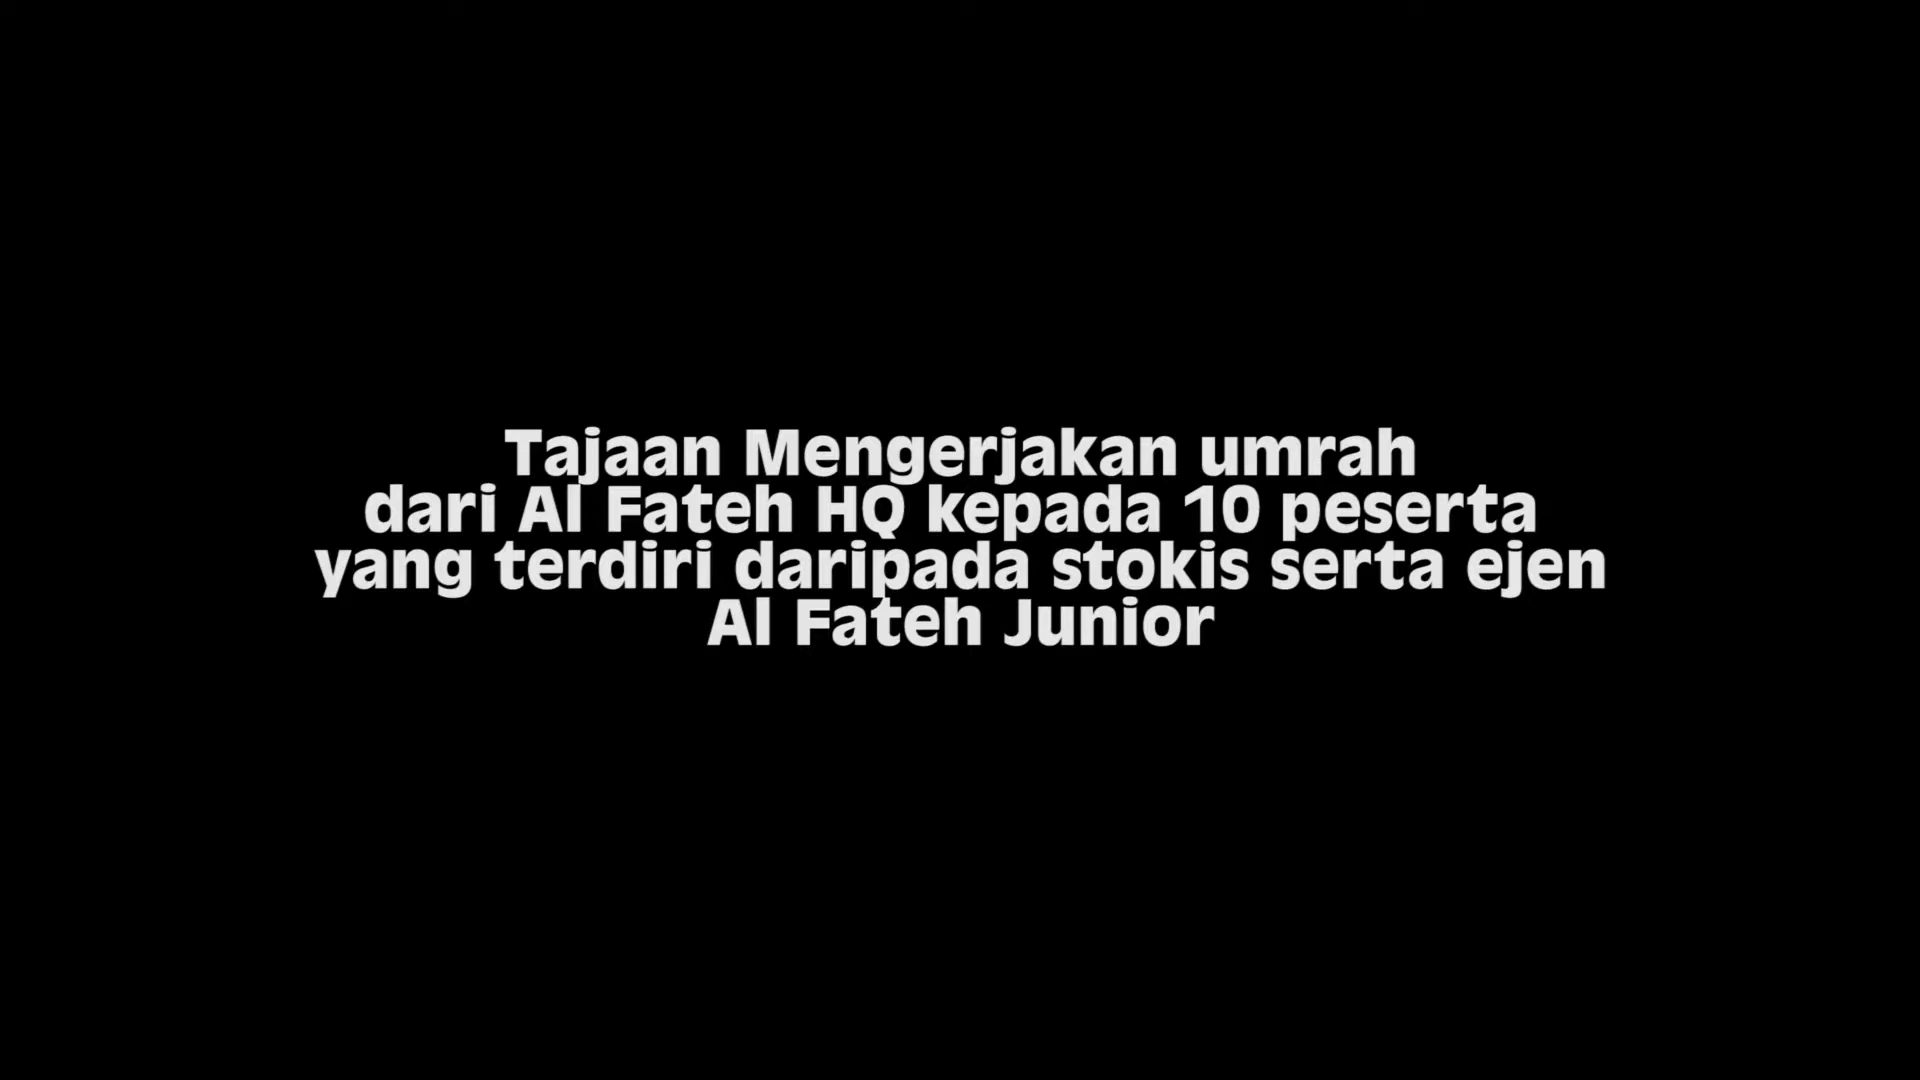 Tajaan Mengerjakan umrah
dari Al Fateh HQ kepada 10 peserta
yang terdiri daripada stokis serta ejen
Al Fateh Junior